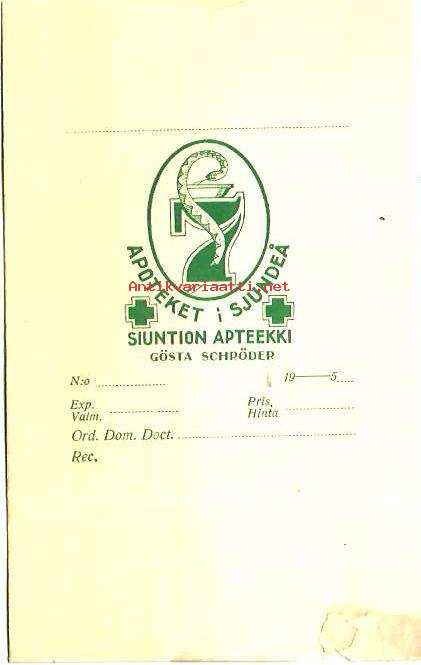 APOTEKET i SJUNDEÅ
Antikvariaatti.net
SIUNTION APTEEKKI
GÖSTA SCHRÖDER
N:o 19 5
Exp. Pris,
Valm. Hinta
Ord. Dom. Doct.
Rec.